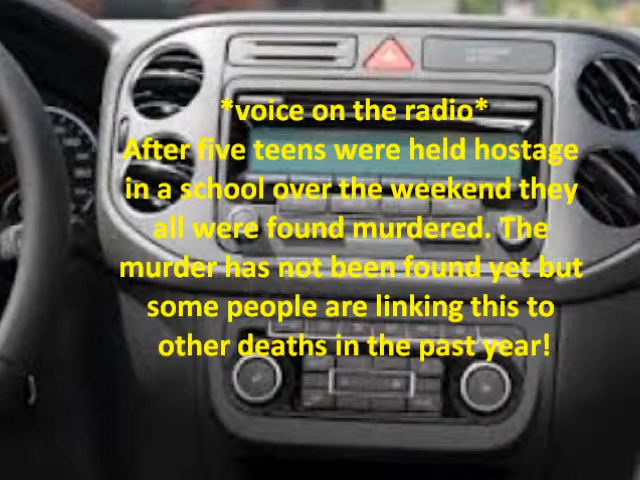 *voice on the radio*
After five teens were held hostage
in a school over the weekend they
all were found murdered. The
murder has not been found yet but
some people are linking this to
other deaths in the past year!